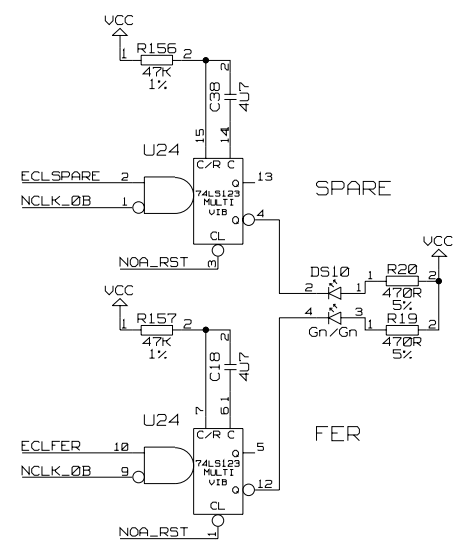 VCC
1
R156
2
47K
1%
2
C38
4U7
15
14
1
U24
C/R C
ECLSPARE
2
Q
13
74LS123
MULTI
VIB
SPARE
NCLK_0B
1
Q
4
CL
NOA_RST
3
VCC
DS10
R20
2
1
1
2
470R
5%
VCC
4
3
R19
Gn/Gn
1
2
470R
5%
1
R157
2
47K
1%
2
C18
4U7
7
6
1
U24
C/R C
FER
ECLFER
10
Q
5
74LS123
MULTI
VIB
NCLK_0B
9
Q
12
CL
NOA_RST
1